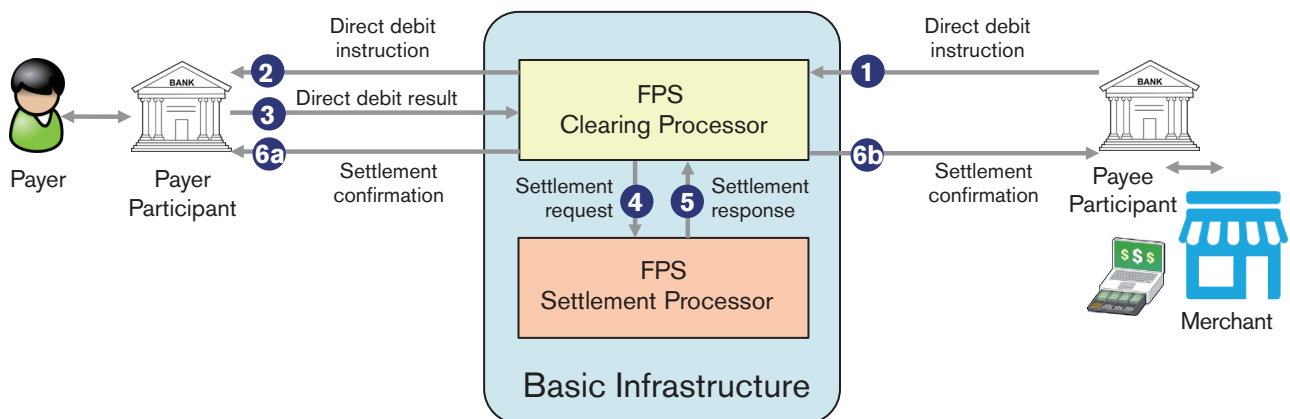 Direct debit
instruction
2
BANK
3
Direct debit result
6a
Settlement
confirmation
Payer
Payer
Participant
FPS
Clearing Processor
Settlement
request
4
5
Settlement
response
FPS
Settlement Processor
Basic Infrastructure
Direct debit
instruction
1
BANK
6b
Settlement
confirmation
Payee
Participant
$$$
Merchant